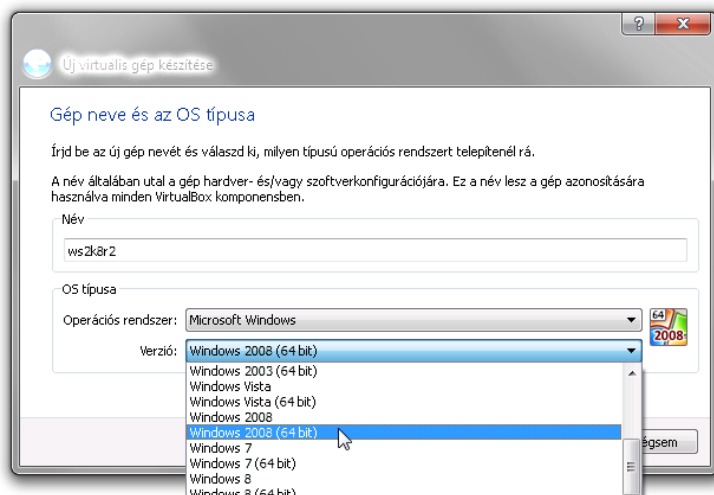 Új virtuális gép készítése
Gép neve és az OS típusa
Írjd be az új gép nevét és válaszd ki, milyen típusú operációs rendszert telepítenél rá.
A név általában utal a gép hardver- és/vagy szoftverkonfigurációjára. Ez a név lesz a gép azonosítására
használva minden VirtualBox komponensben.
Név
ws2k8r2
OS típusa
Operációs rendszer: Microsoft Windows
64
2008
Verzió: Windows 2008 (64 bit)
Windows 2003 (64 bit)
Windows Vista
Windows Vista (64 bit)
Windows 2008
Windows 2008 (64 bit)
Windows 7
Windows 7 (64 bit)
Windows 8
Windows 8 (64 bit)